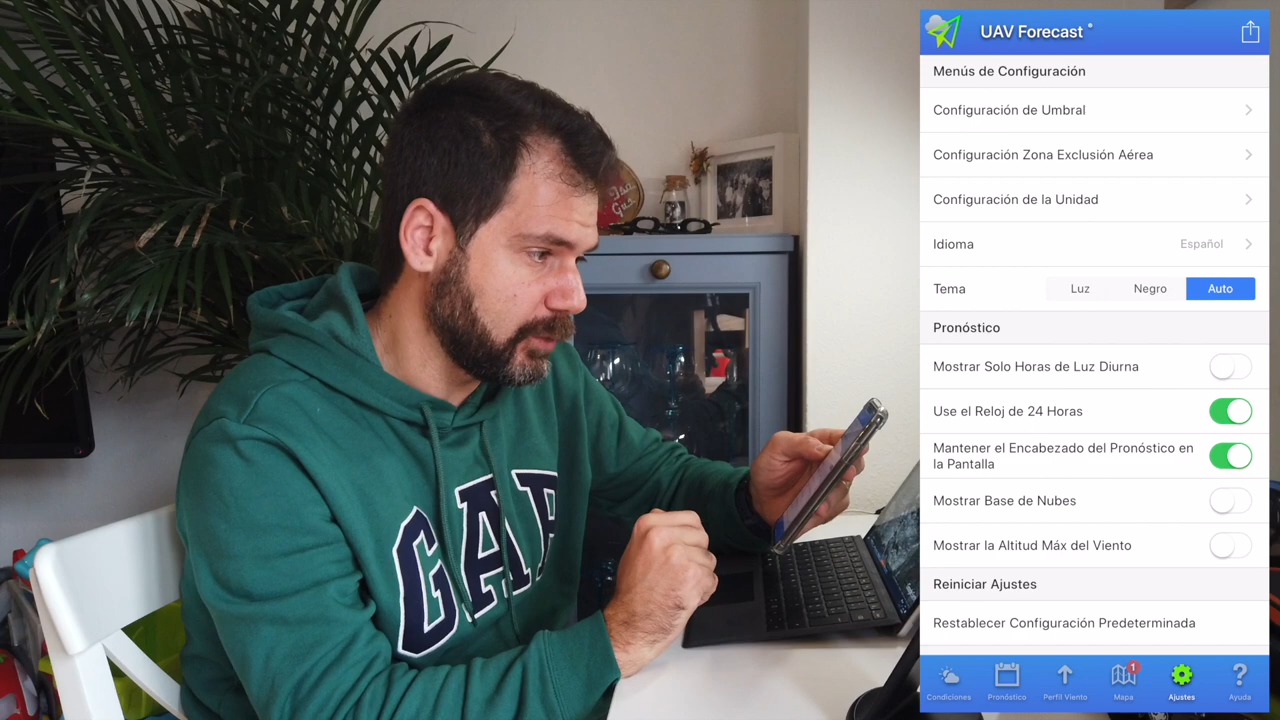 UAV Forecast
Menús de Configuración
Configuración de Umbral
Configuración Zona Exclusión Aérea
Configuración de la Unidad
Idioma Español
Tema Luz Negro Auto
Pronóstico
Mostrar Solo Horas de Luz Diurna
Use el Reloj de 24 Horas
Mantener el Encabezado del Pronóstico en
la Pantalla
Mostrar Base de Nubes
Mostrar la Altitud Máx del Viento
Reiniciar Ajustes
Restablecer Configuración Predeterminada
1
Condiciones Pronóstico Perfil Viento Mapa Ajustes Ayuda
GAP